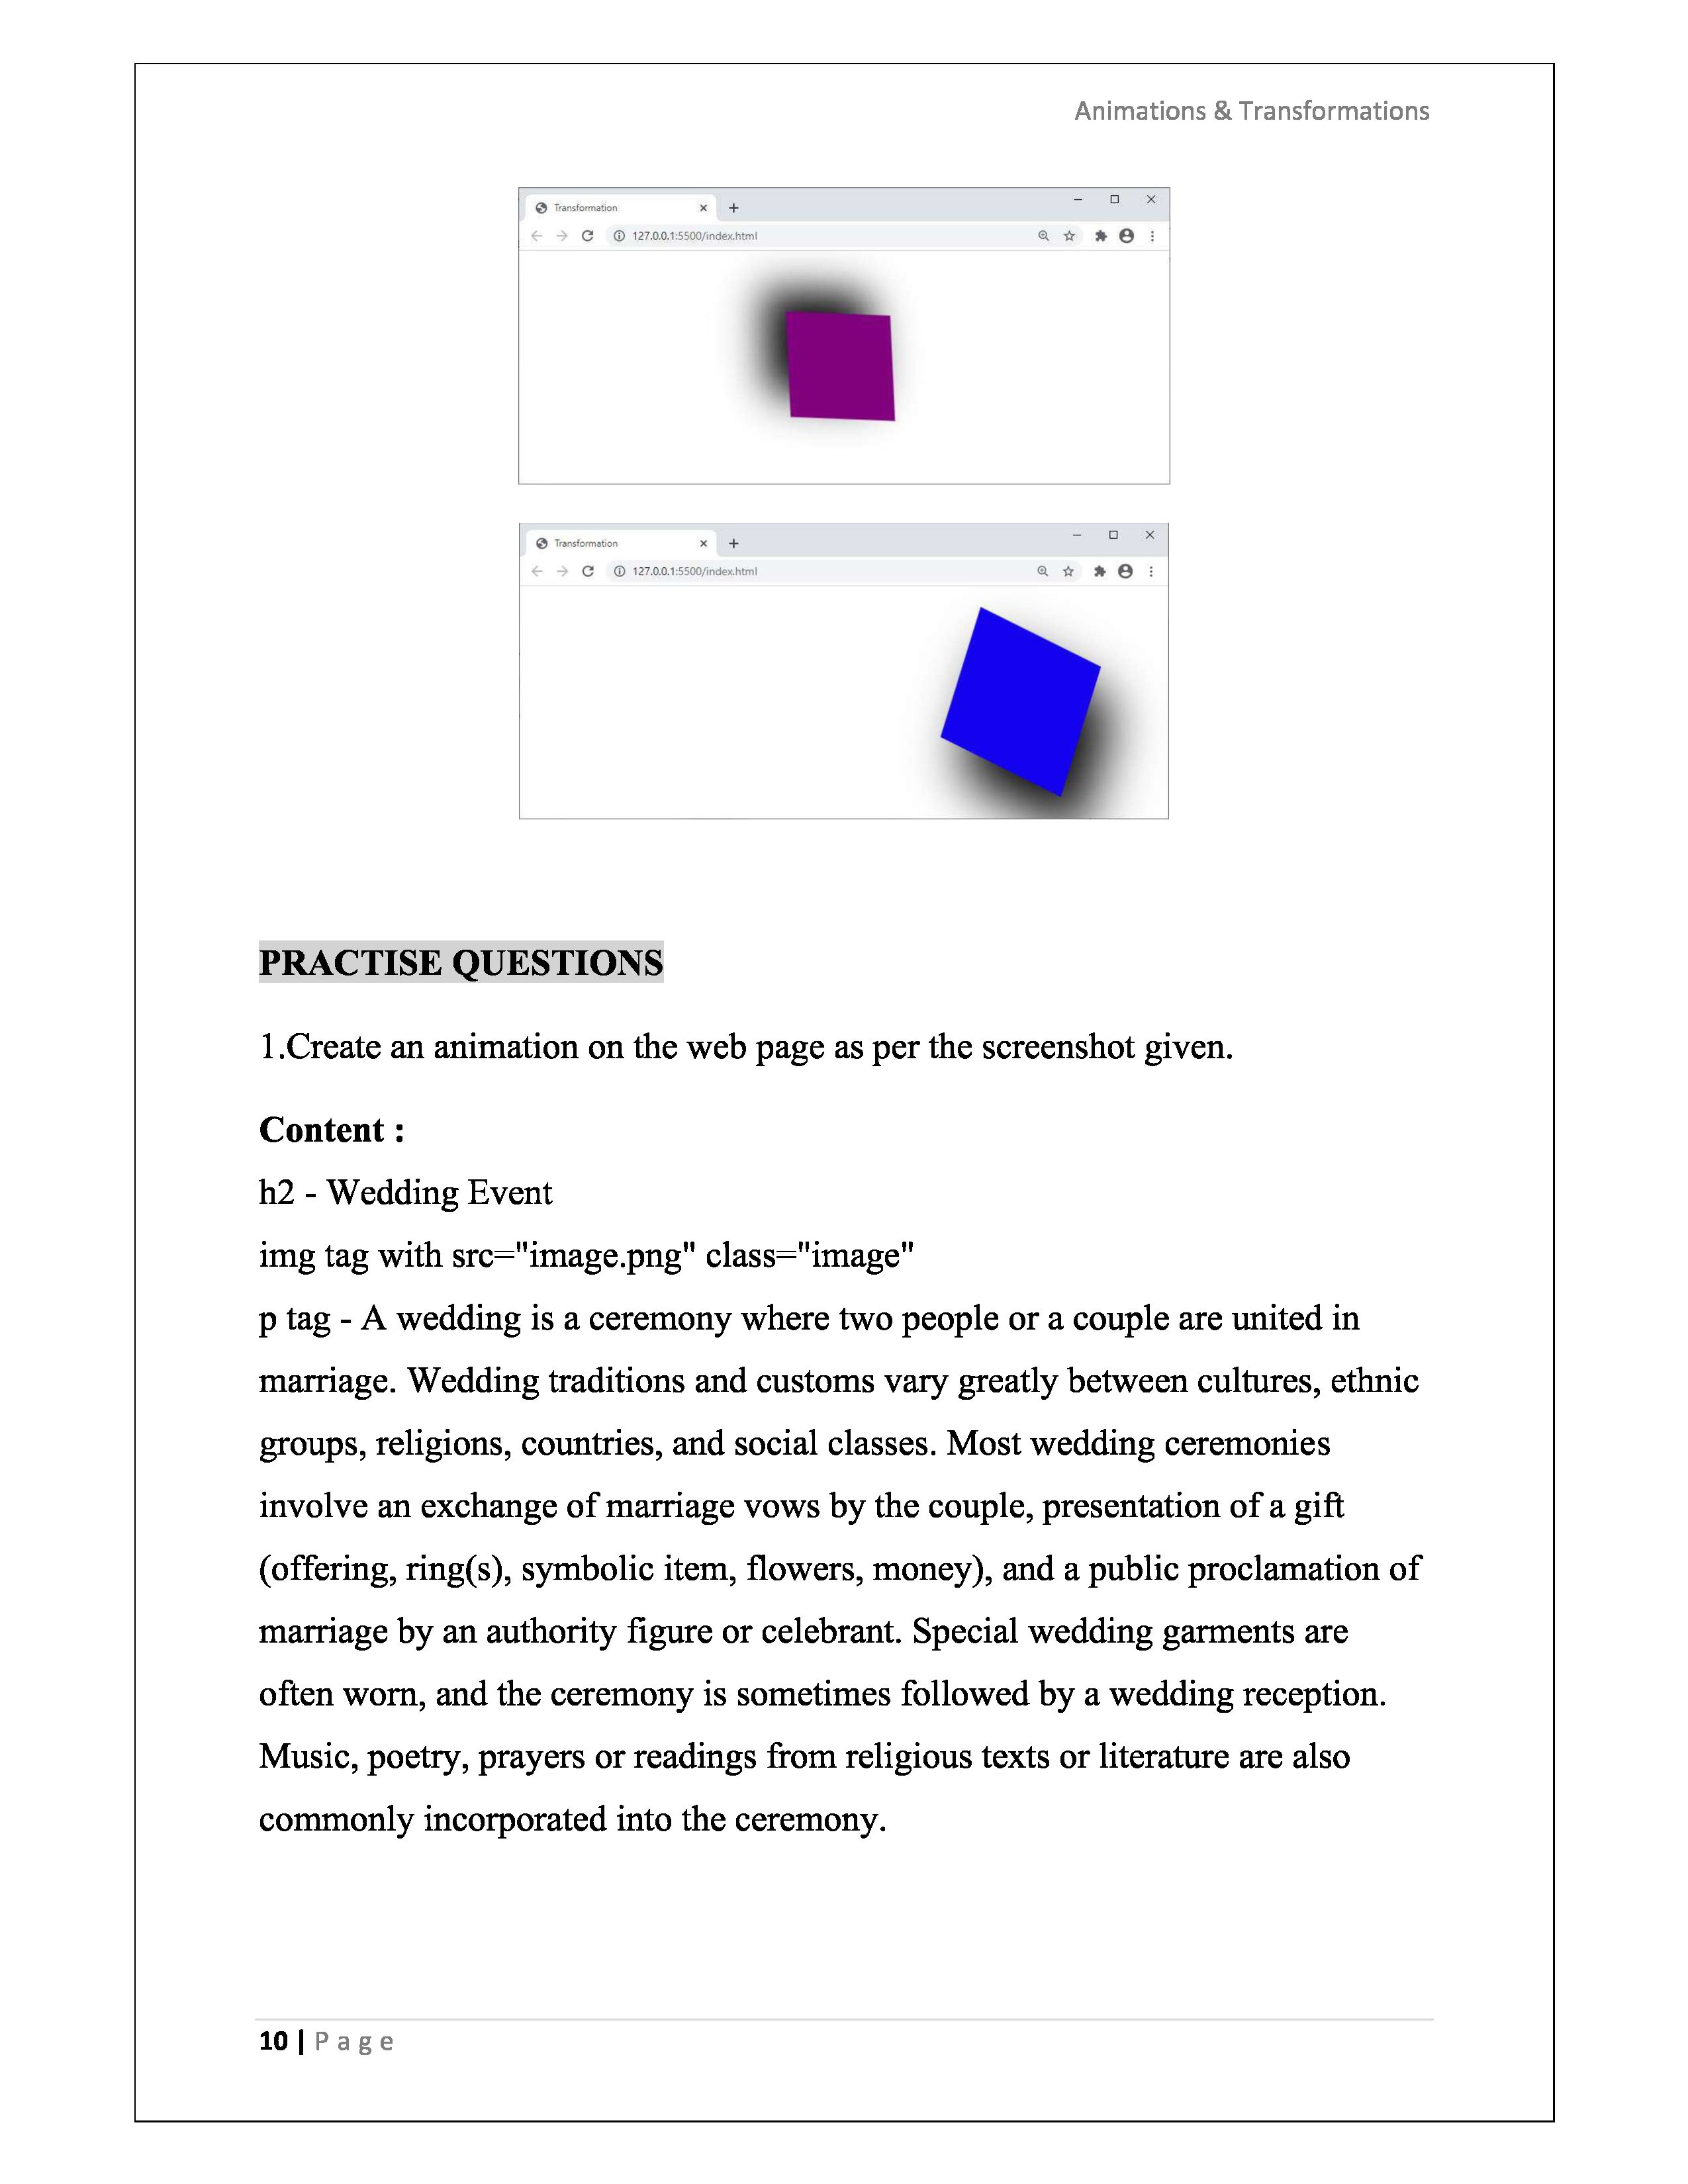 Animations & Transformations
Transformation
127.0.0.1:5500/index.html
Transformation
127.0.0.1:5500/index.html
PRACTISE QUESTIONS
1.Create an animation on the web page as per the screenshot given.
Content :
h2 - Wedding Event
img tag with src="image.png" class="image"
p tag - A wedding is a ceremony where two people or a couple are united in
marriage. Wedding traditions and customs vary greatly between cultures, ethnic
groups, religions, countries, and social classes. Most wedding ceremonies
involve an exchange of marriage vows by the couple, presentation of a gift
(offering, ring(s), symbolic item, flowers, money), and a public proclamation of
marriage by an authority figure or celebrant. Special wedding garments are
often worn, and the ceremony is sometimes followed by a wedding reception.
Music, poetry, prayers or readings from religious texts or literature are also
commonly incorporated into the ceremony.
10 | P a g e